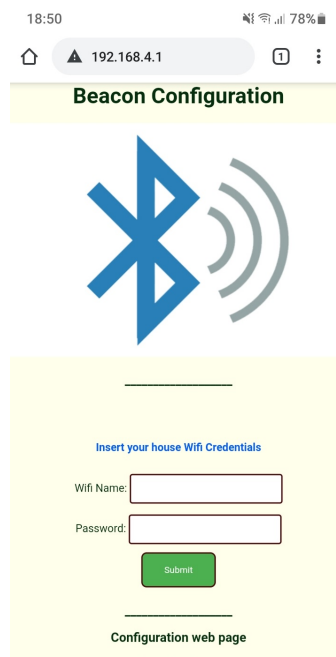 18:50
78%
192.168.4.1
1
Beacon Configuration
Insert your house Wifi Credentials
Wifi Name:
Password:
Submit
Configuration web page